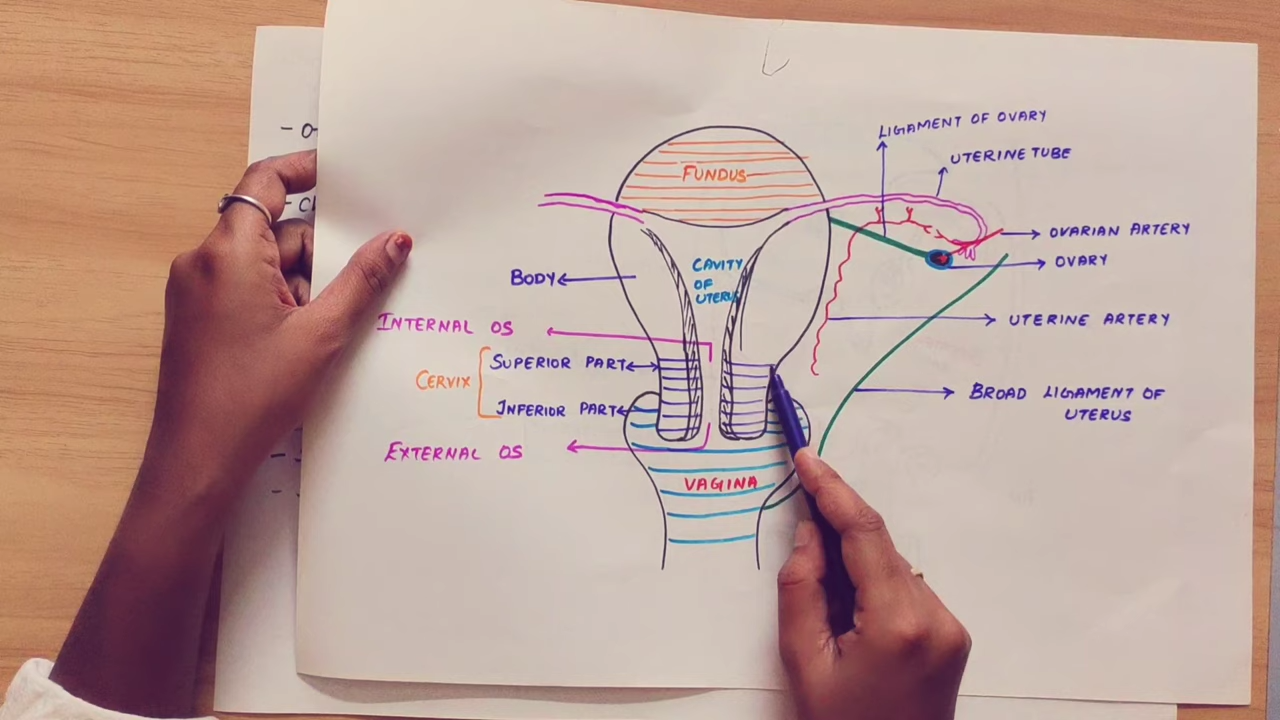 LIGAMENT OF OVARY
UTERINE TUBE
FUNDUS
OVARIAN ARTERY
OVARY
CAVITY
OF
UTERUS
BODY
INTERNAL OS
UTERINE ARTERY
SUPERIOR PART
CERVIX
INFERIOR PART
BROAD LIGAMENT OF
UTERUS
EXTERNAL OS
VAGINA